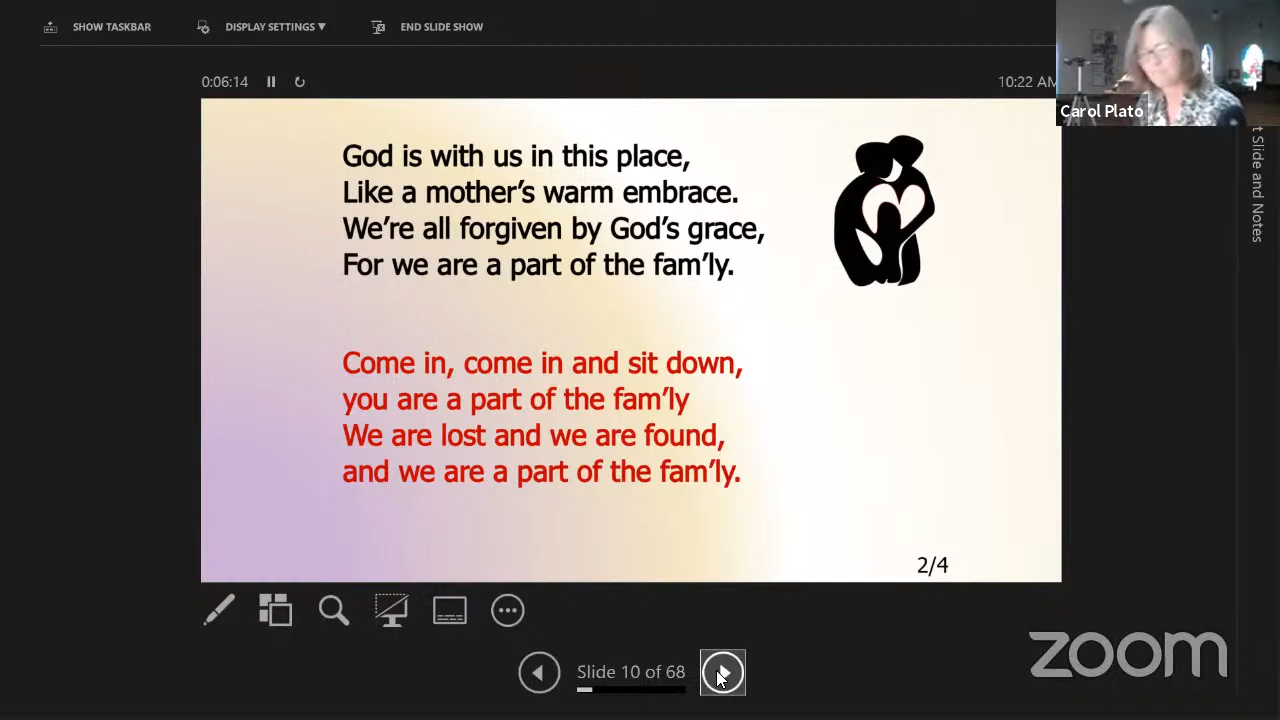 SHOW TASKBAR
DISPLAY SETTINGS ▼
END SLIDE SHOW
0:06:14
10:22 AM
Carol Plato
t Slide and Notes
God is with us in this place,
Like a mother’s warm embrace.
We’re all forgiven by God’s grace,
For we are a part of the fam’ly.
Come in, come in and sit down,
you are a part of the fam’ly
We are lost and we are found,
and we are a part of the fam’ly.
2/4
Slide 10 of 68
zoom